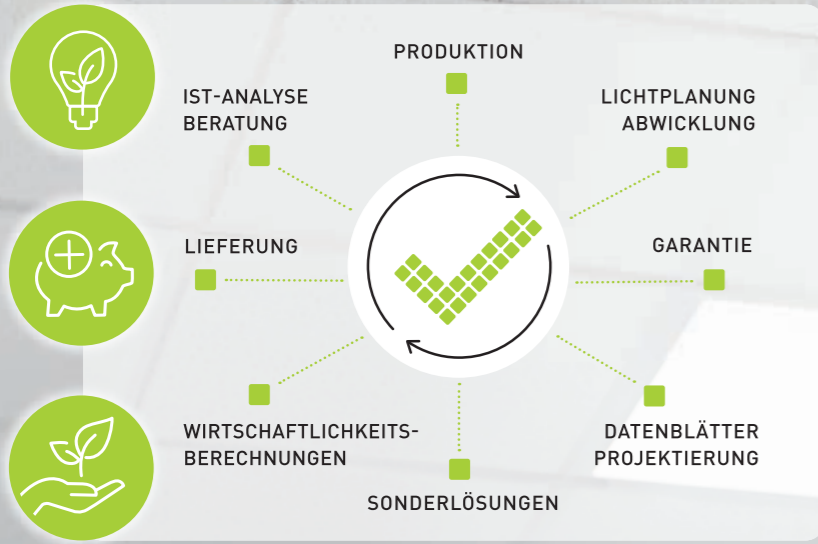 PRODUKTION
IST-ANALYSE
BERATUNG
LICHTPLANUNG
ABWICKLUNG
LIEFERUNG
GARANTIE
WIRTSCHAFTLICHKEITS-
BERECHNUNGEN
DATENBLÄTTER
PROJEKTIERUNG
SONDERLÖSUNGEN